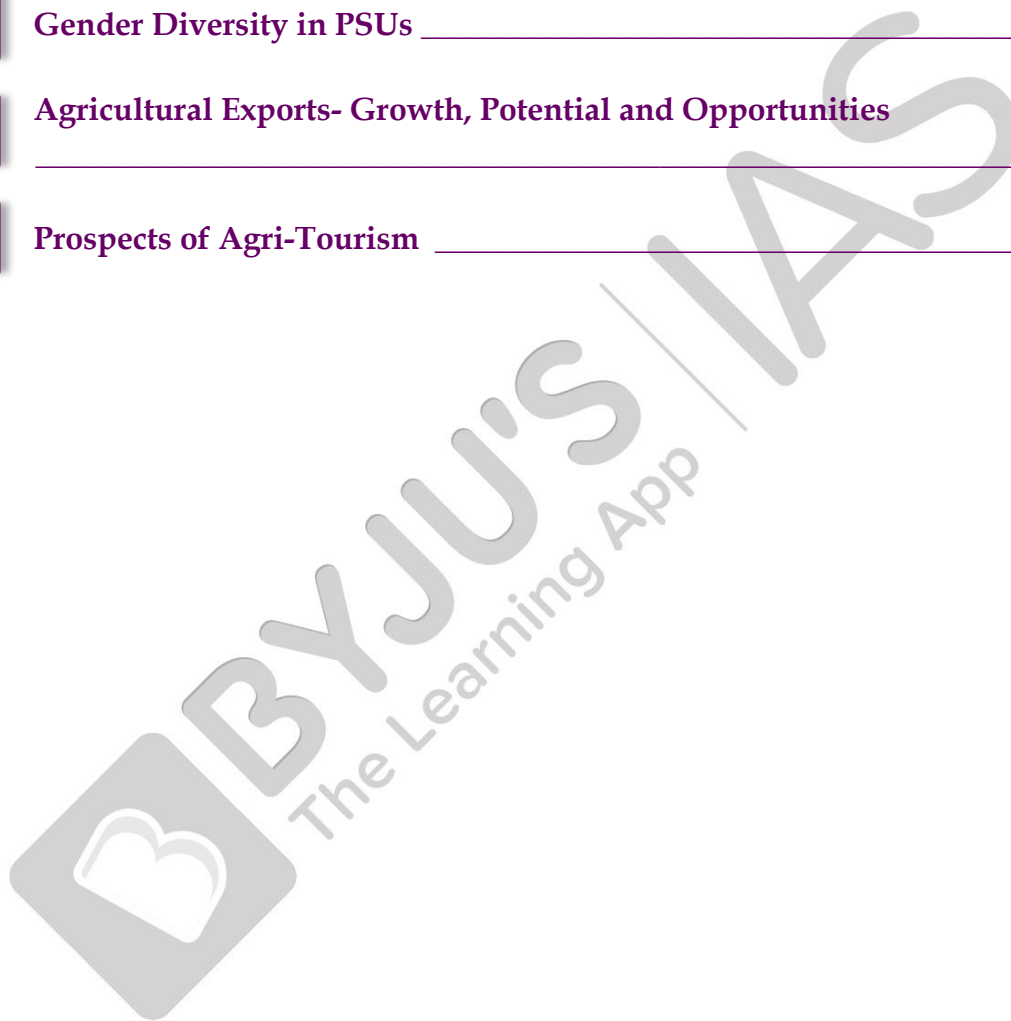 Gender Diversity in PSUs
Agricultural Exports- Growth, Potential and Opportunities
Prospects of Agri-Tourism
BYJU'S | IAS
The Learning App